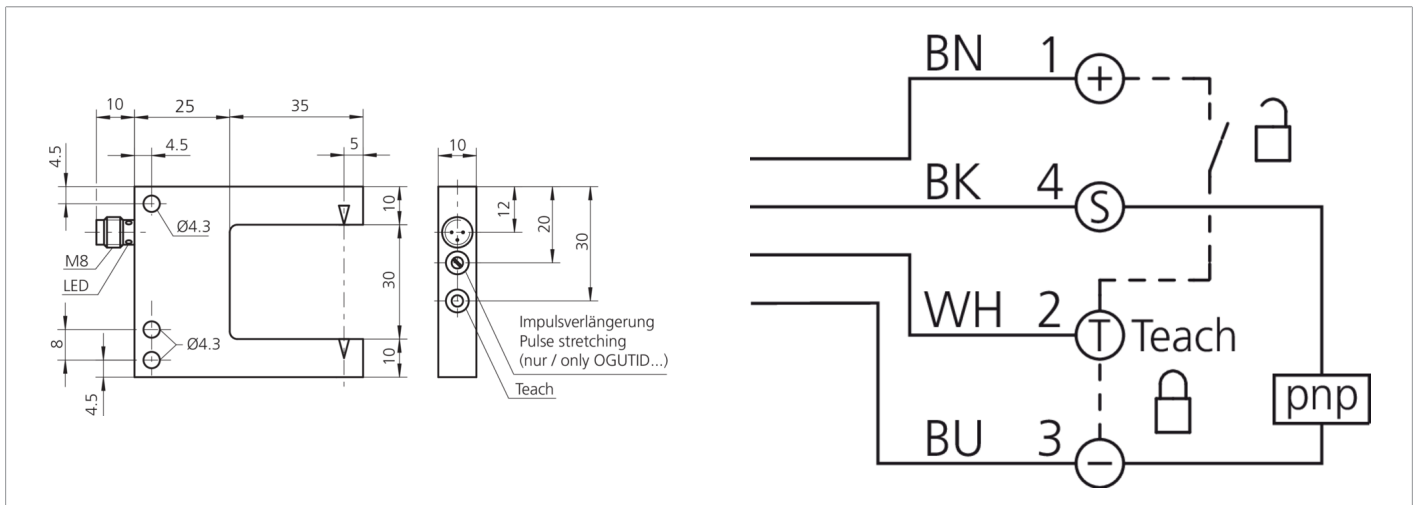 10
25
35
4.5
4.5
5
Ø4.3
M8
LED
8
Ø4.3
4.5
10
30
10
10
12
20
30
Impulsverlängerung
Pulse stretching
(nur / only OGUTID...)
Teach
BN 1 +
BK 4 S
WH 2 T Teach
pnp
BU 3 −